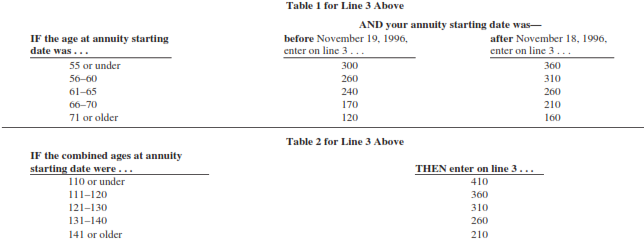 Table 1 for Line 3 Above
AND your annuity starting date was—
IF the age at annuity starting before November 19, 1996, after November 18, 1996,
date was . . . enter on line 3 . . . enter on line 3 . . .
55 or under 300 360
56–60 260 310
61–65 240 260
66–70 170 210
71 or older 120 160
Table 2 for Line 3 Above
IF the combined ages at annuity
starting date were . . . THEN enter on line 3 . . .
110 or under 410
111–120 360
121–130 310
131–140 260
141 or older 210